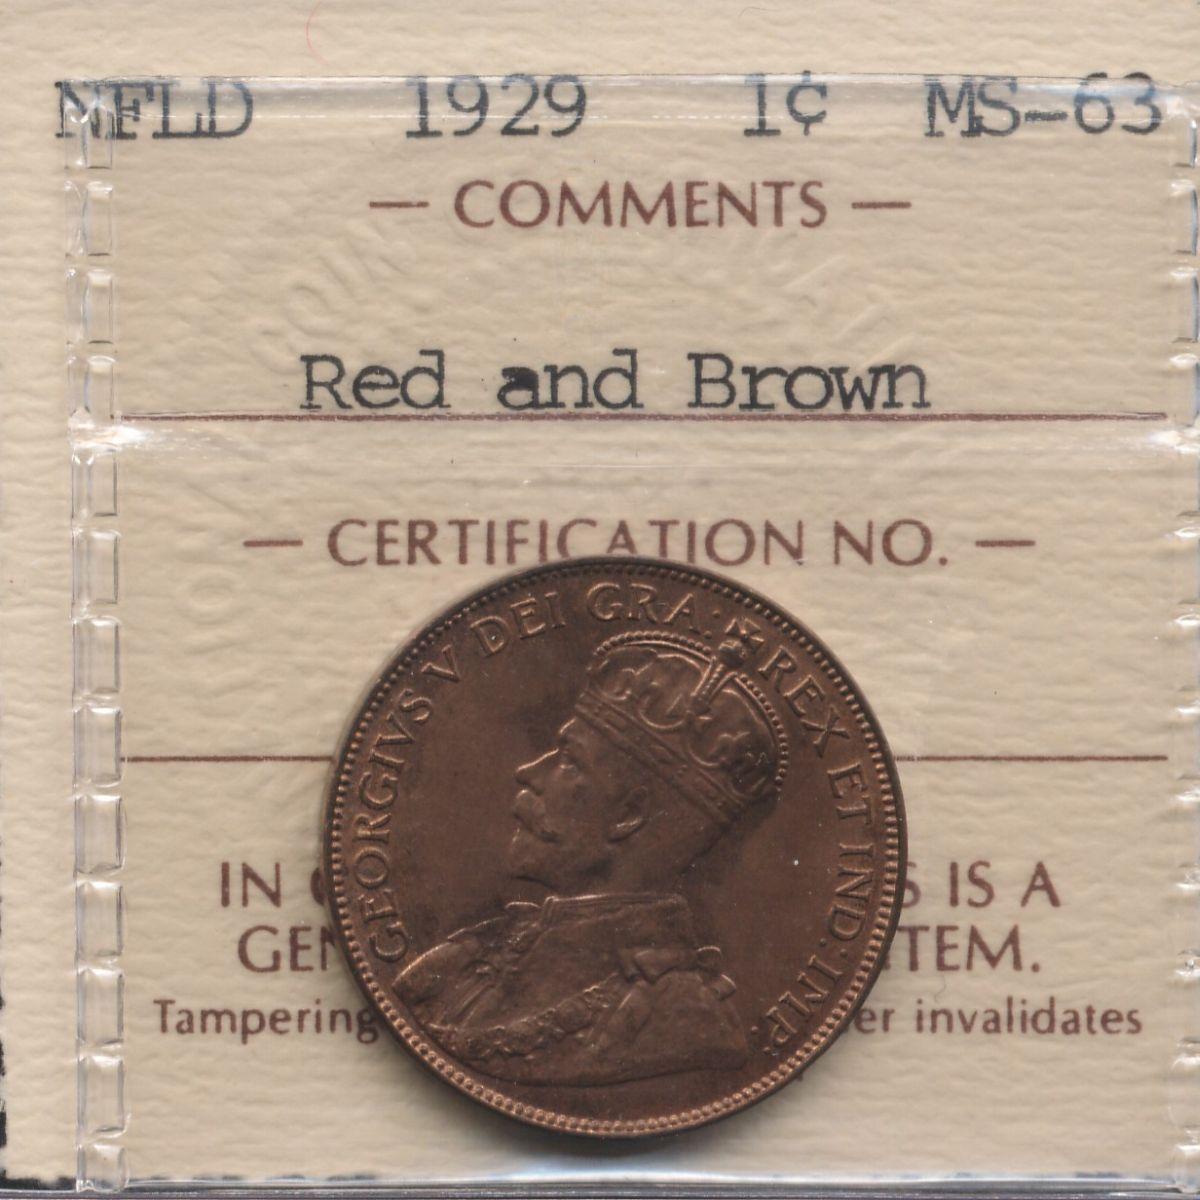 NFLD 1929 1¢ MS-63
— COMMENTS —
Red and Brown
— CERTIFICATION NO. —
GEORGIVS V DEI GRA: REX ET IND: IMP:
IN S IS A
GEN TEM.
Tampering er invalidates